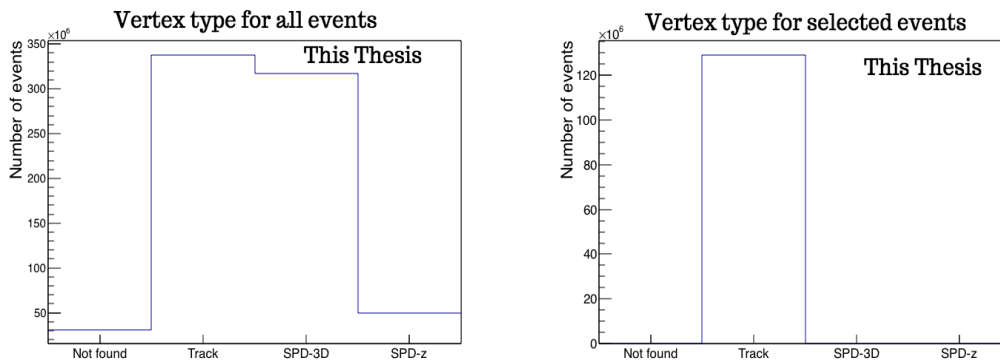 Vertex type for all events
×10⁶
This Thesis
Number of events
350
300
250
200
150
100
50
Not found Track SPD-3D SPD-z
Vertex type for selected events
×10⁶
This Thesis
Number of events
120
100
80
60
40
20
0
Not found Track SPD-3D SPD-z